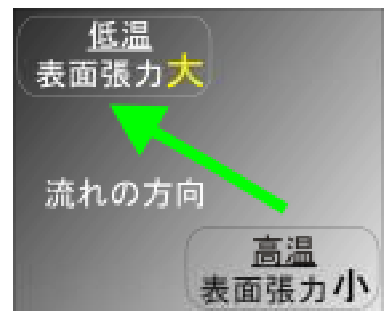 低温
表面張力大
流れの方向
高温
表面張力小